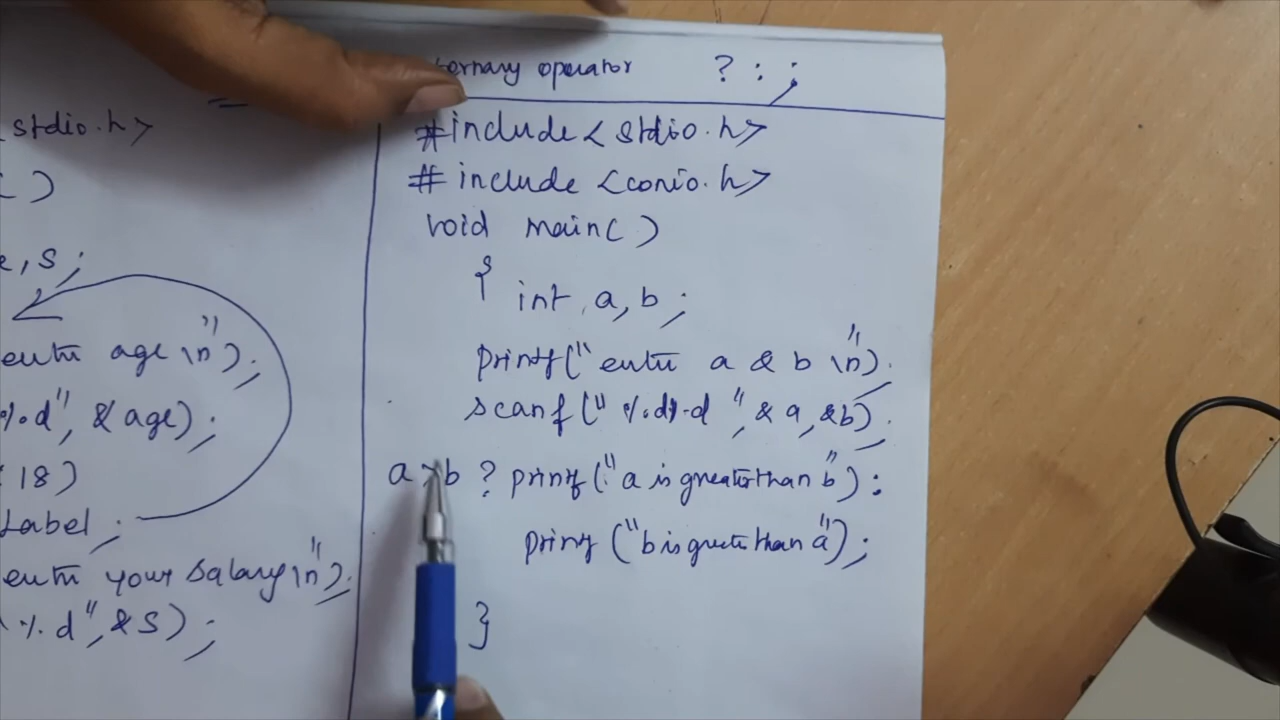 stdio.h>
( )
, s ;
enter age \n");
%d", &age);
18)
Label ;
enter your salary \n");
%d", &s);
ternary operator ? : ;
#include<stdio.h>
#include <conio.h>
void main( )
{ int a, b ;
printf("enter a & b \n");
scanf("%d%d", &a, &b);
a >b ? printf("a is greater than b") :
printf("b is greater than a");
}